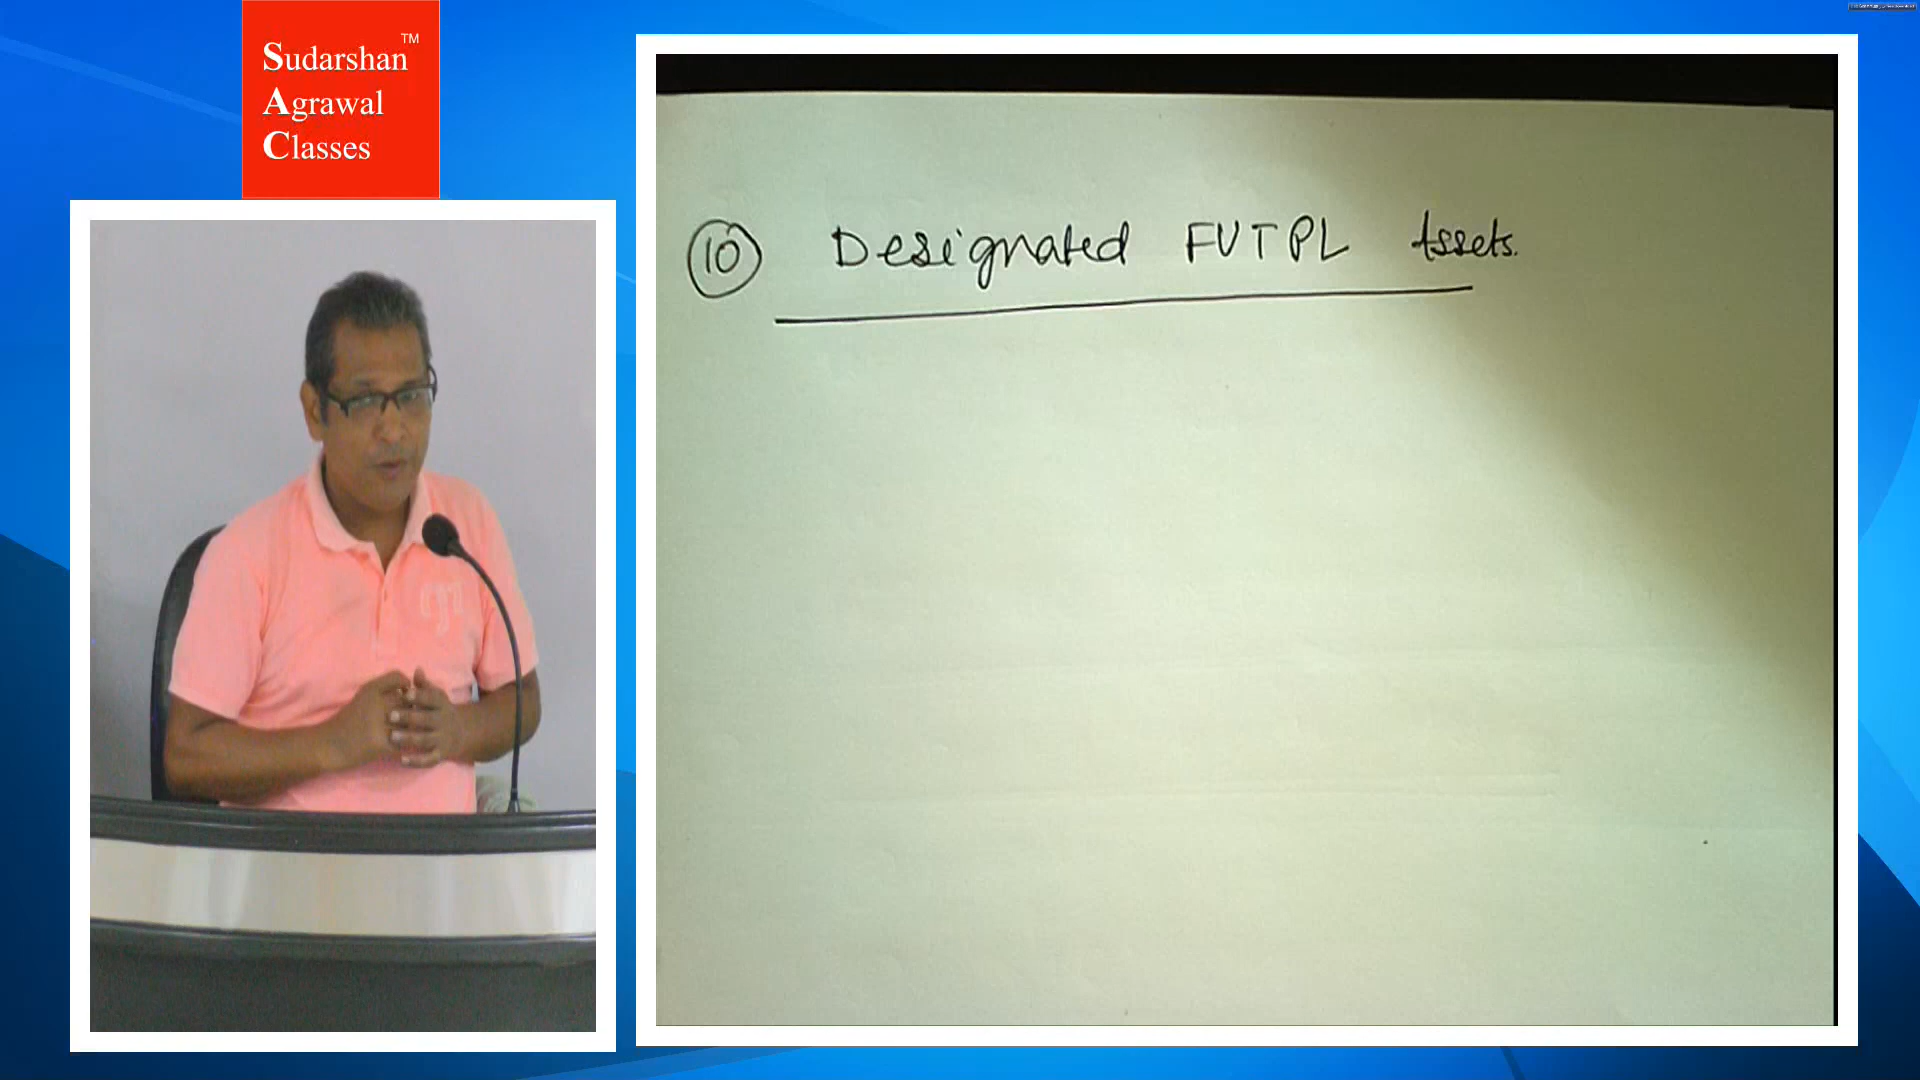 Sudarshan™
Agrawal
Classes
10 Designated FVTPL Assets.